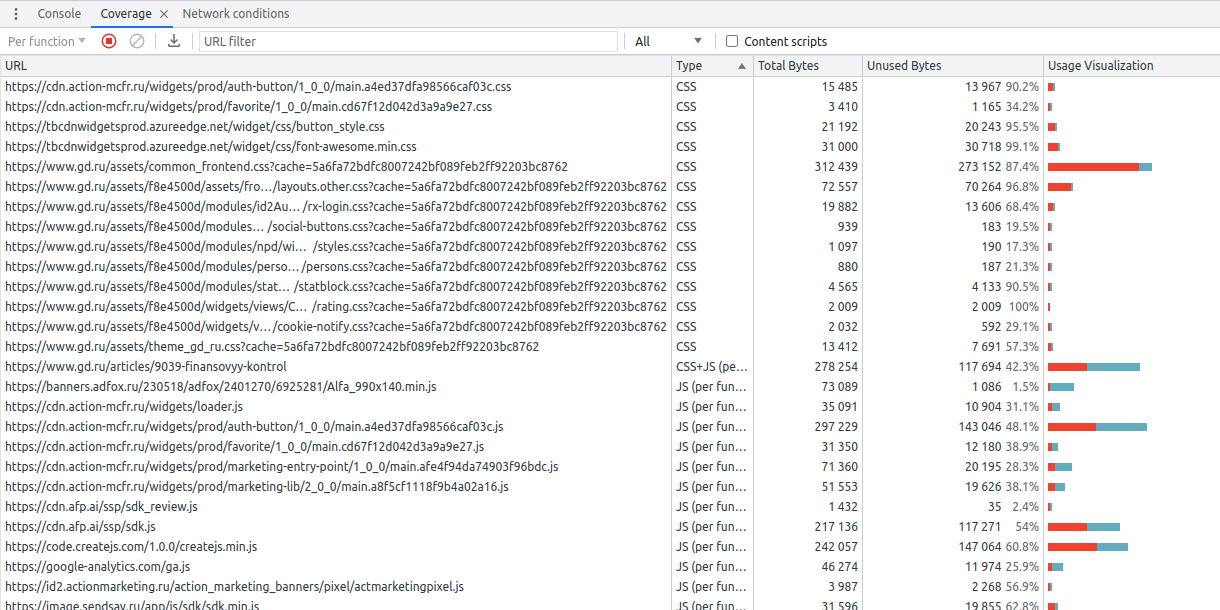 Console Coverage Network conditions
Per function URL filter All Content scripts
URL Type Total Bytes Unused Bytes Usage Visualization
https://cdn.action-mcfr.ru/widgets/prod/auth-button/1_0_0/main.a4ed37dfa98566caf03c.css CSS 15 485 13 967 90.2%
https://cdn.action-mcfr.ru/widgets/prod/favorite/1_0_0/main.cd67f12d042d3a9a9e27.css CSS 3 410 1 165 34.2%
https://tbcdnwidgetsprod.azureedge.net/widget/css/button_style.css CSS 21 192 20 243 95.5%
https://tbcdnwidgetsprod.azureedge.net/widget/css/font-awesome.min.css CSS 31 000 30 718 99.1%
https://www.gd.ru/assets/common_frontend.css?cache=5a6fa72bdfc8007242bf089feb2ff92203bc8762 CSS 312 439 273 152 87.4%
https://www.gd.ru/assets/f8e4500d/assets/fro…/layouts.other.css?cache=5a6fa72bdfc8007242bf089feb2ff92203bc8762 CSS 72 557 70 264 96.8%
https://www.gd.ru/assets/f8e4500d/modules/id2Au… /rx-login.css?cache=5a6fa72bdfc8007242bf089feb2ff92203bc8762 CSS 19 882 13 606 68.4%
https://www.gd.ru/assets/f8e4500d/modules… /social-buttons.css?cache=5a6fa72bdfc8007242bf089feb2ff92203bc8762 CSS 939 183 19.5%
https://www.gd.ru/assets/f8e4500d/modules/npd/wi… /styles.css?cache=5a6fa72bdfc8007242bf089feb2ff92203bc8762 CSS 1 097 190 17.3%
https://www.gd.ru/assets/f8e4500d/modules/perso…/persons.css?cache=5a6fa72bdfc8007242bf089feb2ff92203bc8762 CSS 880 187 21.3%
https://www.gd.ru/assets/f8e4500d/modules/stat… /statblock.css?cache=5a6fa72bdfc8007242bf089feb2ff92203bc8762 CSS 4 565 4 133 90.5%
https://www.gd.ru/assets/f8e4500d/widgets/views/C… /rating.css?cache=5a6fa72bdfc8007242bf089feb2ff92203bc8762 CSS 2 009 2 009 100%
https://www.gd.ru/assets/f8e4500d/widgets/v…/cookie-notify.css?cache=5a6fa72bdfc8007242bf089feb2ff92203bc8762 CSS 2 032 592 29.1%
https://www.gd.ru/assets/theme_gd_ru.css?cache=5a6fa72bdfc8007242bf089feb2ff92203bc8762 CSS 13 412 7 691 57.3%
https://www.gd.ru/articles/9039-finansovyy-kontrol CSS+JS (pe… 278 254 117 694 42.3%
https://banners.adfox.ru/230518/adfox/2401270/6925281/Alfa_990x140.min.js JS (per fun… 73 089 1 086 1.5%
https://cdn.action-mcfr.ru/widgets/loader.js JS (per fun… 35 091 10 904 31.1%
https://cdn.action-mcfr.ru/widgets/prod/auth-button/1_0_0/main.a4ed37dfa98566caf03c.js JS (per fun… 297 229 143 046 48.1%
https://cdn.action-mcfr.ru/widgets/prod/favorite/1_0_0/main.cd67f12d042d3a9a9e27.js JS (per fun… 31 350 12 180 38.9%
https://cdn.action-mcfr.ru/widgets/prod/marketing-entry-point/1_0_0/main.afe4f94da74903f96bdc.js JS (per fun… 71 360 20 195 28.3%
https://cdn.action-mcfr.ru/widgets/prod/marketing-lib/2_0_0/main.a8f5cf1118f9b4a02a16.js JS (per fun… 51 553 19 626 38.1%
https://cdn.afp.ai/ssp/sdk_review.js JS (per fun… 1 432 35 2.4%
https://cdn.afp.ai/ssp/sdk.js JS (per fun… 217 136 117 271 54%
https://code.createjs.com/1.0.0/createjs.min.js JS (per fun… 242 057 147 064 60.8%
https://google-analytics.com/ga.js JS (per fun… 46 274 11 974 25.9%
https://id2.actionmarketing.ru/action_marketing_banners/pixel/actmarketingpixel.js JS (per fun… 3 987 2 268 56.9%
https://image.sendsay.ru/app/js/sdk/sdk.min.js JS (per fun… 31 596 19 855 62.8%